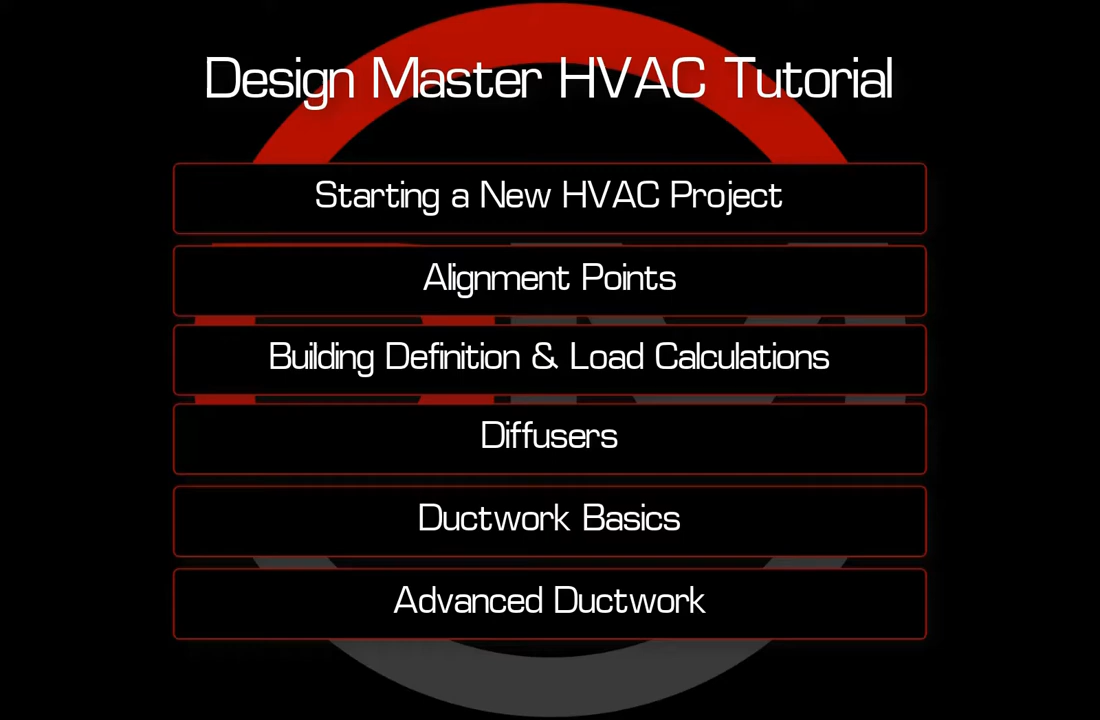 Design Master HVAC Tutorial
Starting a New HVAC Project
Alignment Points
Building Definition & Load Calculations
Diffusers
Ductwork Basics
Advanced Ductwork